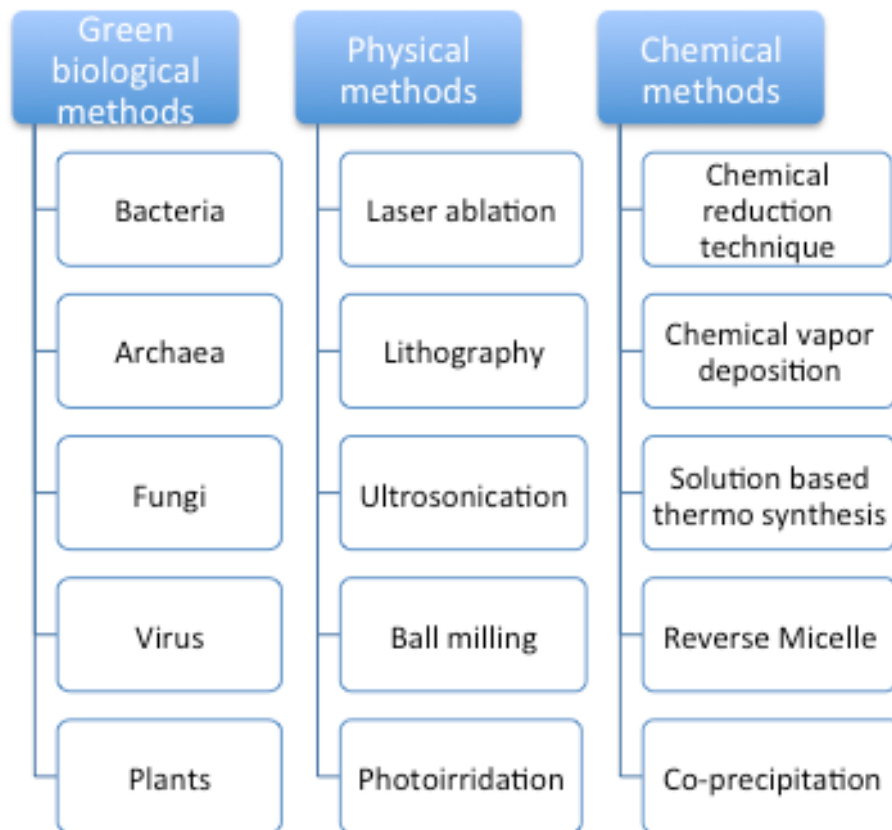 Green
biological
methods
Bacteria
Archaea
Fungi
Virus
Plants
Physical
methods
Laser ablation
Lithography
Ultrosonication
Ball milling
Photoirridation
Chemical
methods
Chemical
reduction
technique
Chemical vapor
deposition
Solution based
thermo synthesis
Reverse Micelle
Co-precipitation